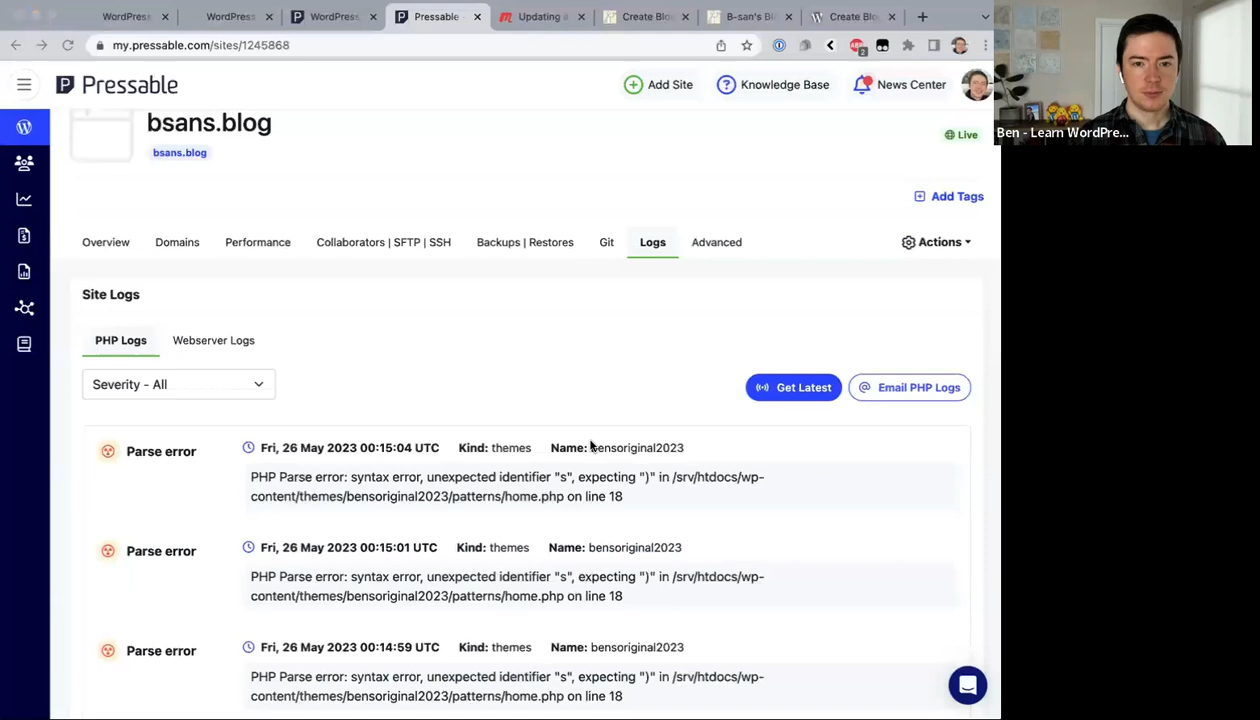 WordPress
WordPress
WordPress
Pressable
Updating
Create Blo
B-san's Bl
Create Blo
my.pressable.com/sites/1245868
2
Pressable
Add Site
Knowledge Base
News Center
Ben - Learn WordPre...
bsans.blog
bsans.blog
Live
Add Tags
Overview
Domains
Performance
Collaborators | SFTP | SSH
Backups | Restores
Git
Logs
Advanced
Actions
Site Logs
PHP Logs
Webserver Logs
Severity - All
Get Latest
Email PHP Logs
Parse error
Fri, 26 May 2023 00:15:04 UTC Kind: themes Name: bensoriginal2023
PHP Parse error: syntax error, unexpected identifier "s", expecting ")" in /srv/htdocs/wp-
content/themes/bensoriginal2023/patterns/home.php on line 18
Parse error
Fri, 26 May 2023 00:15:01 UTC Kind: themes Name: bensoriginal2023
PHP Parse error: syntax error, unexpected identifier "s", expecting ")" in /srv/htdocs/wp-
content/themes/bensoriginal2023/patterns/home.php on line 18
Parse error
Fri, 26 May 2023 00:14:59 UTC Kind: themes Name: bensoriginal2023
PHP Parse error: syntax error, unexpected identifier "s", expecting ")" in /srv/htdocs/wp-
content/themes/bensoriginal2023/patterns/home.php on line 18